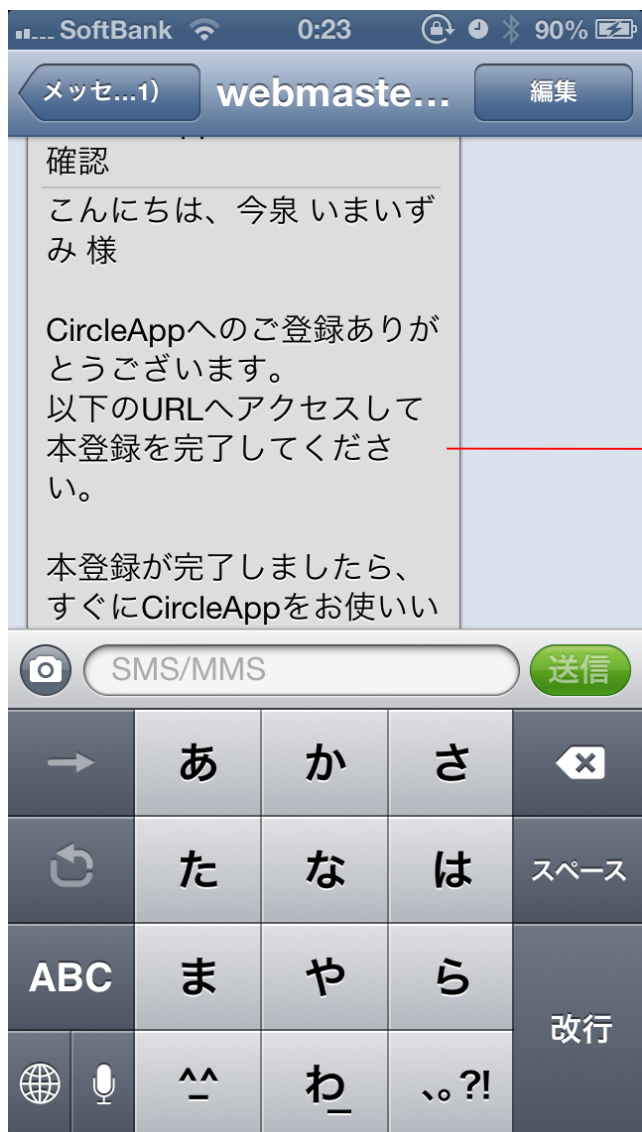 SoftBank 0:23 90%
メッセ...1) webmaste... 編集
確認
こんにちは、今泉 いまいず
み 様
CircleAppへのご登録ありが
とうございます。
以下のURLへアクセスして
本登録を完了してくださ
い。
本登録が完了しましたら、
すぐにCircleAppをお使いい
SMS/MMS 送信
→ あ か さ
た な は スペース
ABC ま や ら
改行
^_^ わ_ 、。?!